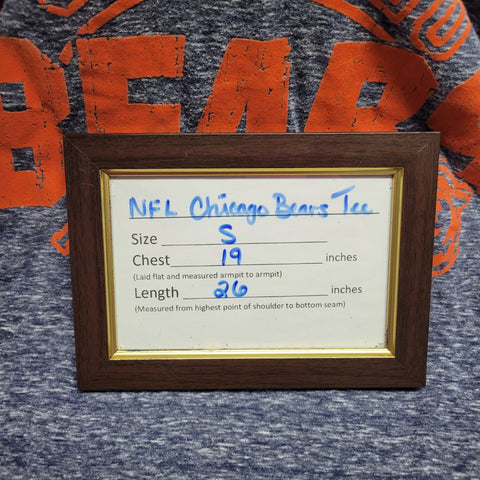 BEARS
NFL Chicago Bears Tee
Size S
Chest 19 inches
(Laid flat and measured armpit to armpit)
Length 26 inches
(Measured from highest point of shoulder to bottom seam)